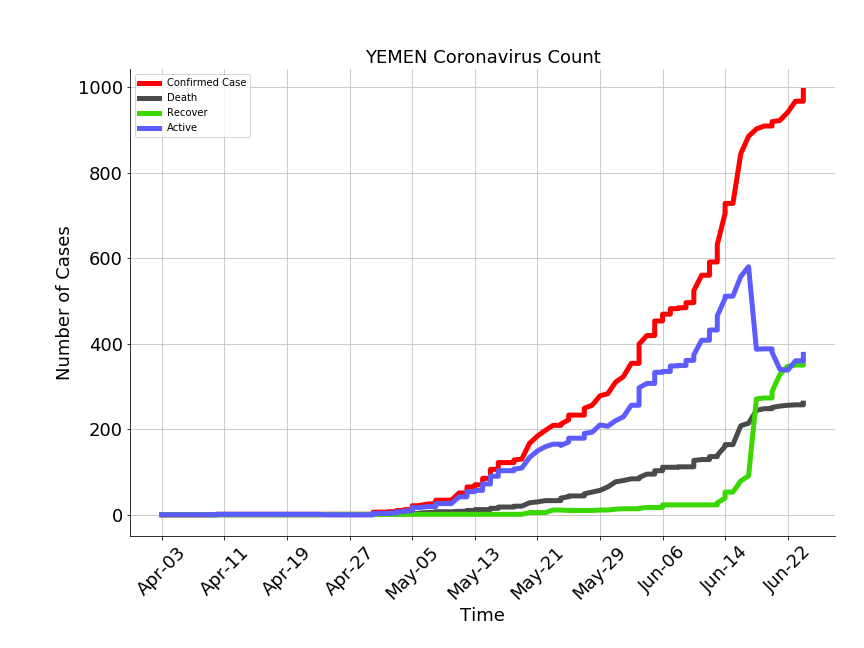 YEMEN Coronavirus Count
Confirmed Case
Death
Recover
Active
1000
800
600
400
200
0
Number of Cases
Apr-03
Apr-11
Apr-19
Apr-27
May-05
May-13
May-21
May-29
Jun-06
Jun-14
Jun-22
Time